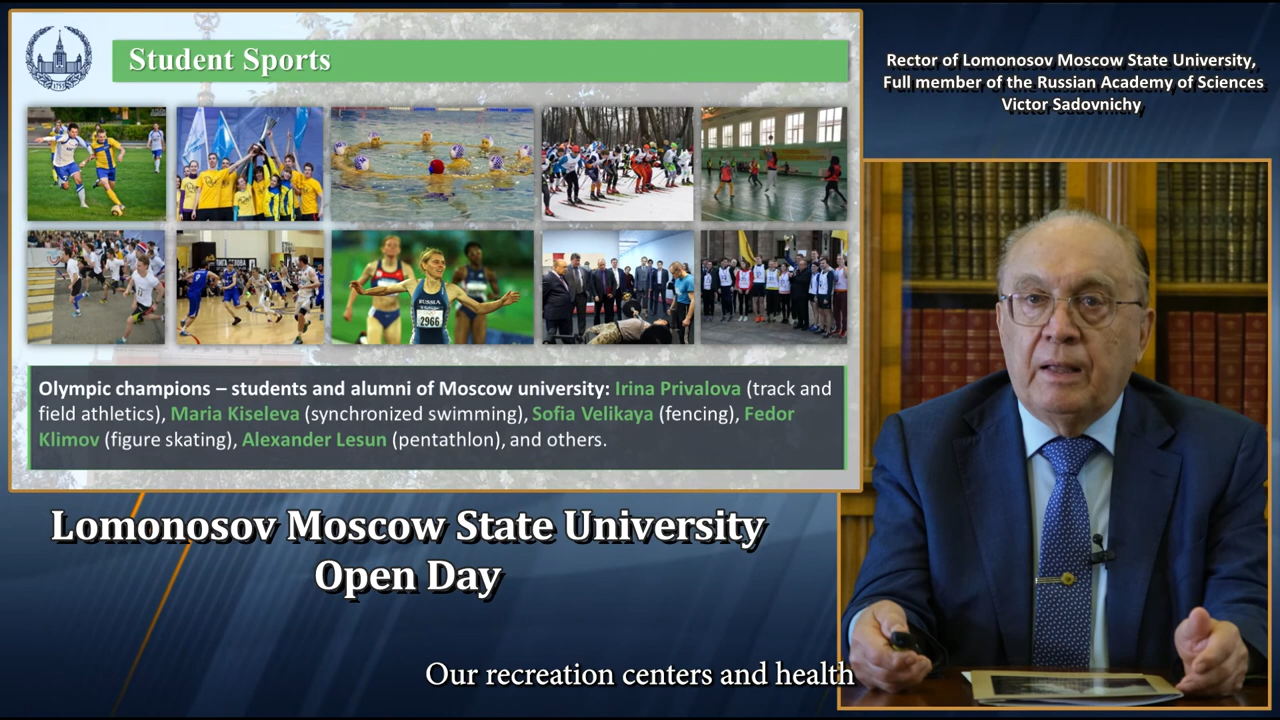 Student Sports
1755
RUSSIA
2966
Olympic champions – students and alumni of Moscow university: Irina Privalova (track and
field athletics), Maria Kiseleva (synchronized swimming), Sofia Velikaya (fencing), Fedor
Klimov (figure skating), Alexander Lesun (pentathlon), and others.
Rector of Lomonosov Moscow State University,
Full member of the Russian Academy of Sciences
Victor Sadovnichy
Lomonosov Moscow State University
Open Day
Our recreation centers and health